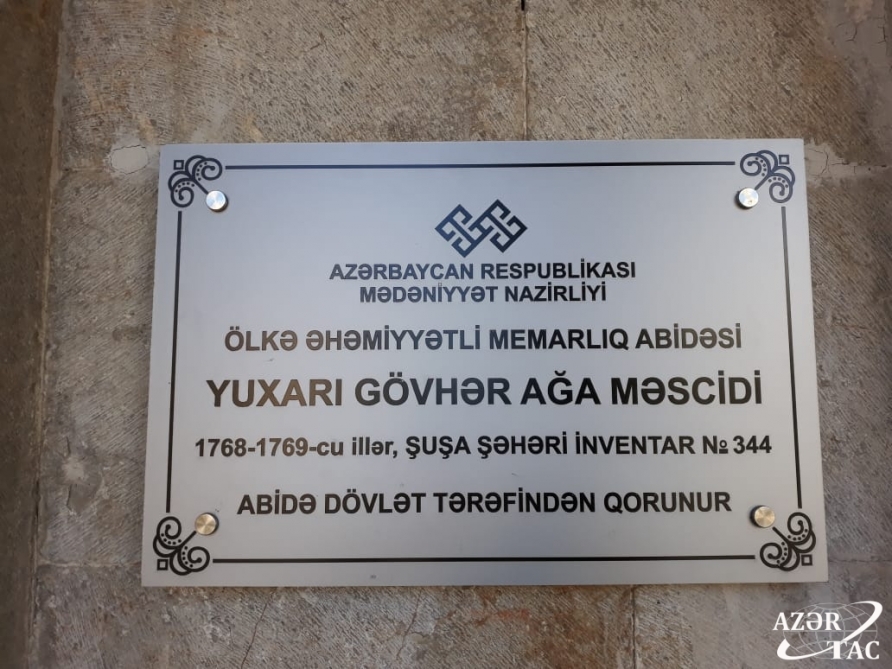 AZƏRBAYCAN RESPUBLİKASI
MƏDƏNİYYƏT NAZİRLİYİ
ÖLKƏ ƏHƏMİYYƏTLİ MEMARLIQ ABİDƏSİ
YUXARI GÖVHƏR AĞA MƏSCİDİ
1768-1769-cu illər, ŞUŞA ŞƏHƏRİ İNVENTAR № 344
ABİDƏ DÖVLƏT TƏRƏFİNDƏN QORUNUR
AZƏR
TAC